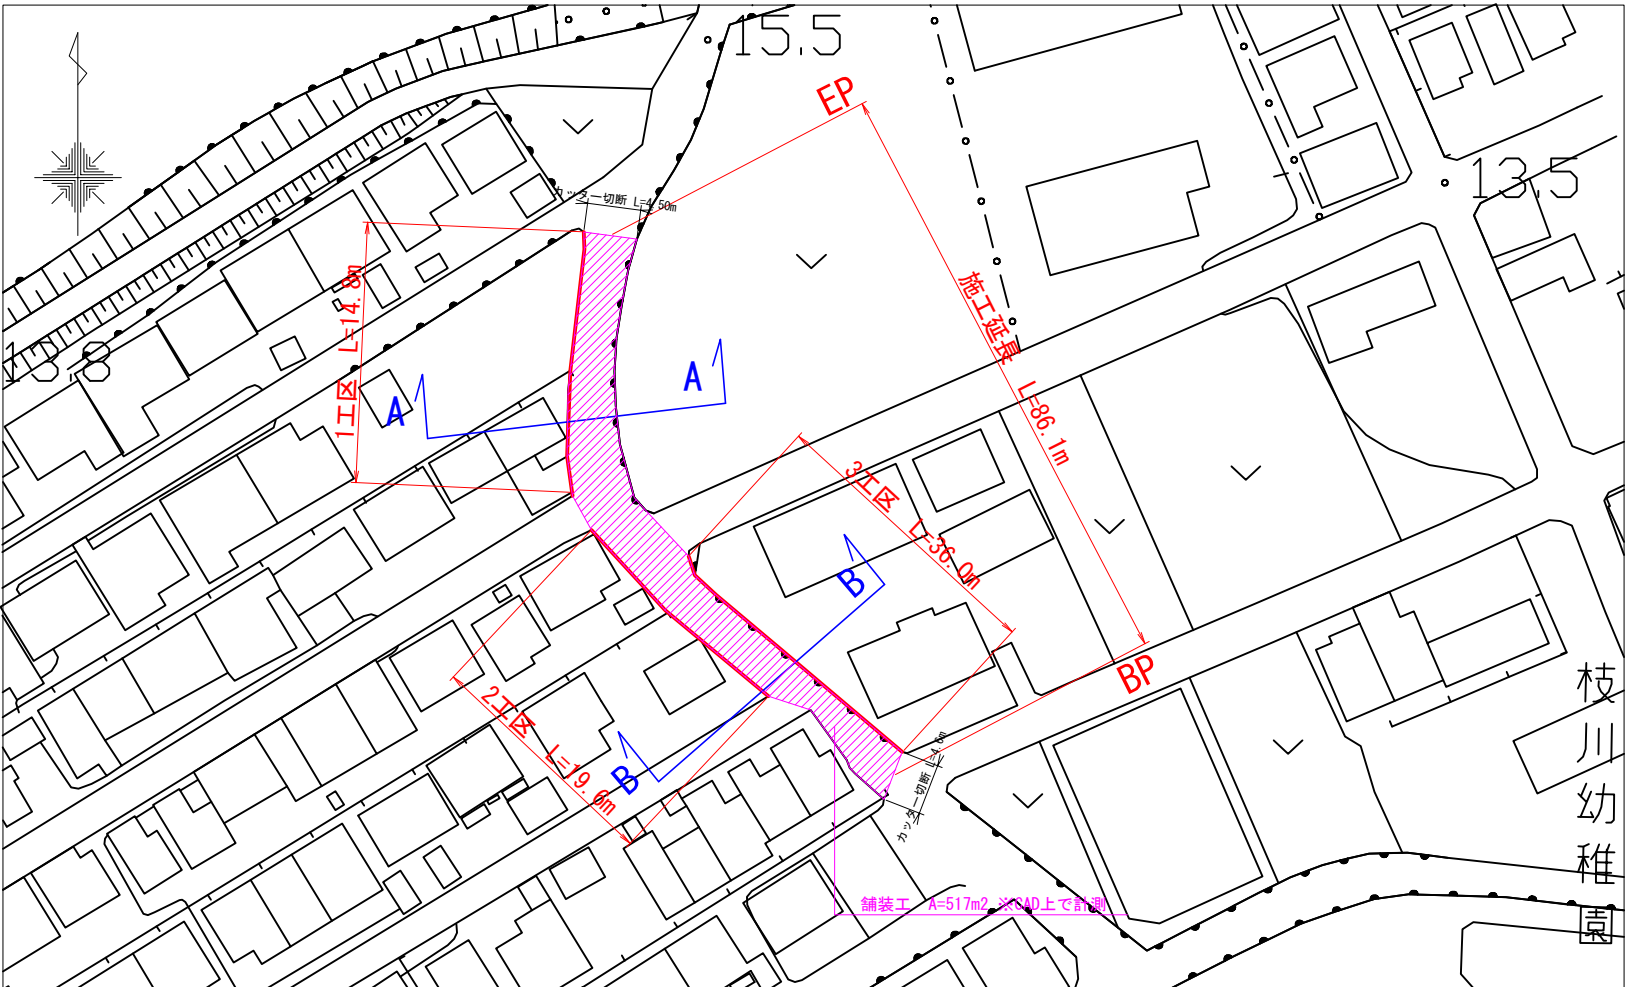 15.5
EP
13.5
カッター切断 L=4.50m
13.8
1工区 L=14.8m
施工延長 L=86.1m
A
A
3工区 L=36.0m
B
BP
2工区 L=19.6m
B
カッター切断 L=4.6m
舗装工 A=517m2 ※CAD上で計測
枝川幼稚園